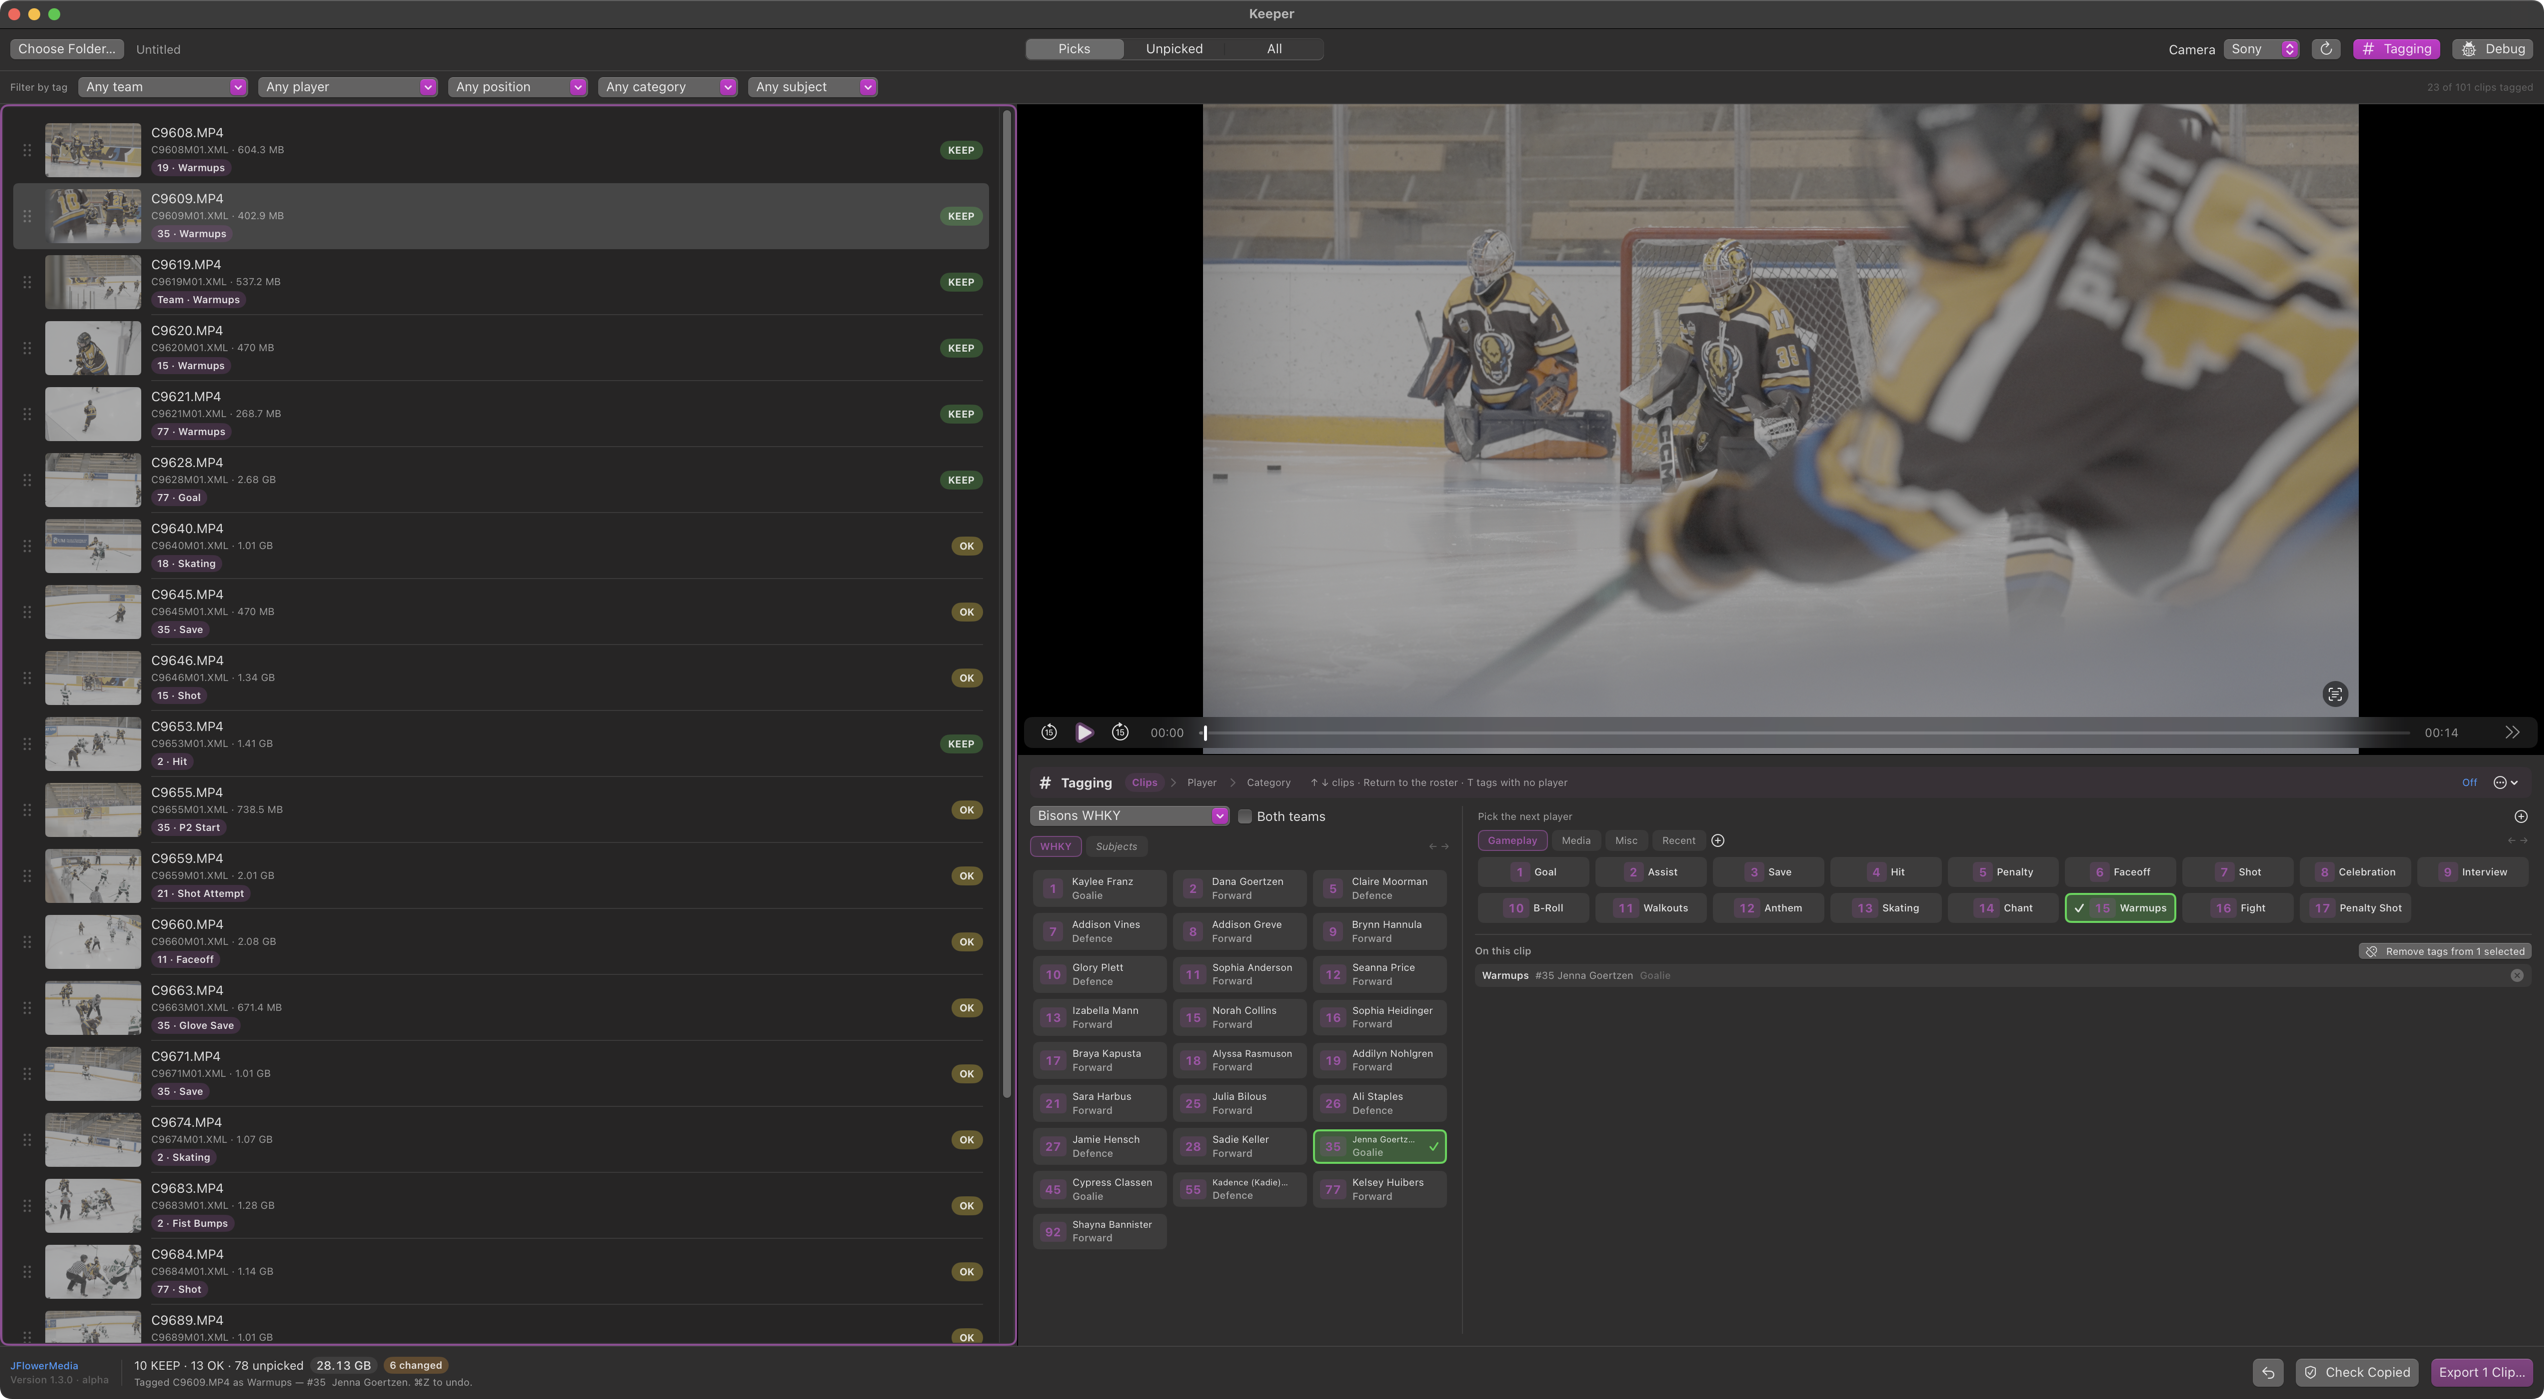 Keeper
Choose Folder... Untitled Picks Unpicked All Camera Sony # Tagging Debug
Filter by tag Any team Any player Any position Any category Any subject 23 of 101 clips tagged
C9608.MP4
C9608M01.XML · 604.3 MB
19 · Warmups
KEEP
C9609.MP4
C9609M01.XML · 402.9 MB
35 · Warmups
KEEP
C9619.MP4
C9619M01.XML · 537.2 MB
Team · Warmups
KEEP
C9620.MP4
C9620M01.XML · 470 MB
15 · Warmups
KEEP
C9621.MP4
C9621M01.XML · 268.7 MB
77 · Warmups
KEEP
C9628.MP4
C9628M01.XML · 2.68 GB
77 · Goal
KEEP
C9640.MP4
C9640M01.XML · 1.01 GB
18 · Skating
OK
C9645.MP4
C9645M01.XML · 470 MB
35 · Save
OK
C9646.MP4
C9646M01.XML · 1.34 GB
15 · Shot
OK
C9653.MP4
C9653M01.XML · 1.41 GB
2 · Hit
KEEP
C9655.MP4
C9655M01.XML · 738.5 MB
35 · P2 Start
OK
C9659.MP4
C9659M01.XML · 2.01 GB
21 · Shot Attempt
OK
C9660.MP4
C9660M01.XML · 2.08 GB
11 · Faceoff
OK
C9663.MP4
C9663M01.XML · 671.4 MB
35 · Glove Save
OK
C9671.MP4
C9671M01.XML · 1.01 GB
35 · Save
OK
C9674.MP4
C9674M01.XML · 1.07 GB
2 · Skating
OK
C9683.MP4
C9683M01.XML · 1.28 GB
2 · Fist Bumps
OK
C9684.MP4
C9684M01.XML · 1.14 GB
77 · Shot
OK
C9689.MP4
C9689M01.XML · 1.01 GB
OK
1
M
35
15 15 00:00 00:14
# Tagging Clips > Player > Category ↑ ↓ clips · Return to the roster · T tags with no player Off
Bisons WHKY Both teams
WHKY Subjects ← →
1 Kaylee Franz Goalie
2 Dana Goertzen Forward
5 Claire Moorman Defence
7 Addison Vines Defence
8 Addison Greve Forward
9 Brynn Hannula Forward
10 Glory Plett Defence
11 Sophia Anderson Forward
12 Seanna Price Forward
13 Izabella Mann Forward
15 Norah Collins Forward
16 Sophia Heidinger Forward
17 Braya Kapusta Forward
18 Alyssa Rasmuson Forward
19 Addilyn Nohlgren Forward
21 Sara Harbus Forward
25 Julia Bilous Forward
26 Ali Staples Defence
27 Jamie Hensch Defence
28 Sadie Keller Forward
35 Jenna Goertz... Goalie ✓
45 Cypress Classen Goalie
55 Kadence (Kadie)... Defence
77 Kelsey Huibers Forward
92 Shayna Bannister Forward
Pick the next player
Gameplay Media Misc Recent ← →
1 Goal 2 Assist 3 Save 4 Hit 5 Penalty 6 Faceoff 7 Shot 8 Celebration 9 Interview
10 B-Roll 11 Walkouts 12 Anthem 13 Skating 14 Chant ✓ 15 Warmups 16 Fight 17 Penalty Shot
On this clip Remove tags from 1 selected
Warmups #35 Jenna Goertzen Goalie
JFlowerMedia
Version 1.3.0 · alpha
10 KEEP · 13 OK · 78 unpicked 28.13 GB 6 changed
Tagged C9609.MP4 as Warmups — #35 Jenna Goertzen. ⌘Z to undo.
Check Copied Export 1 Clip...